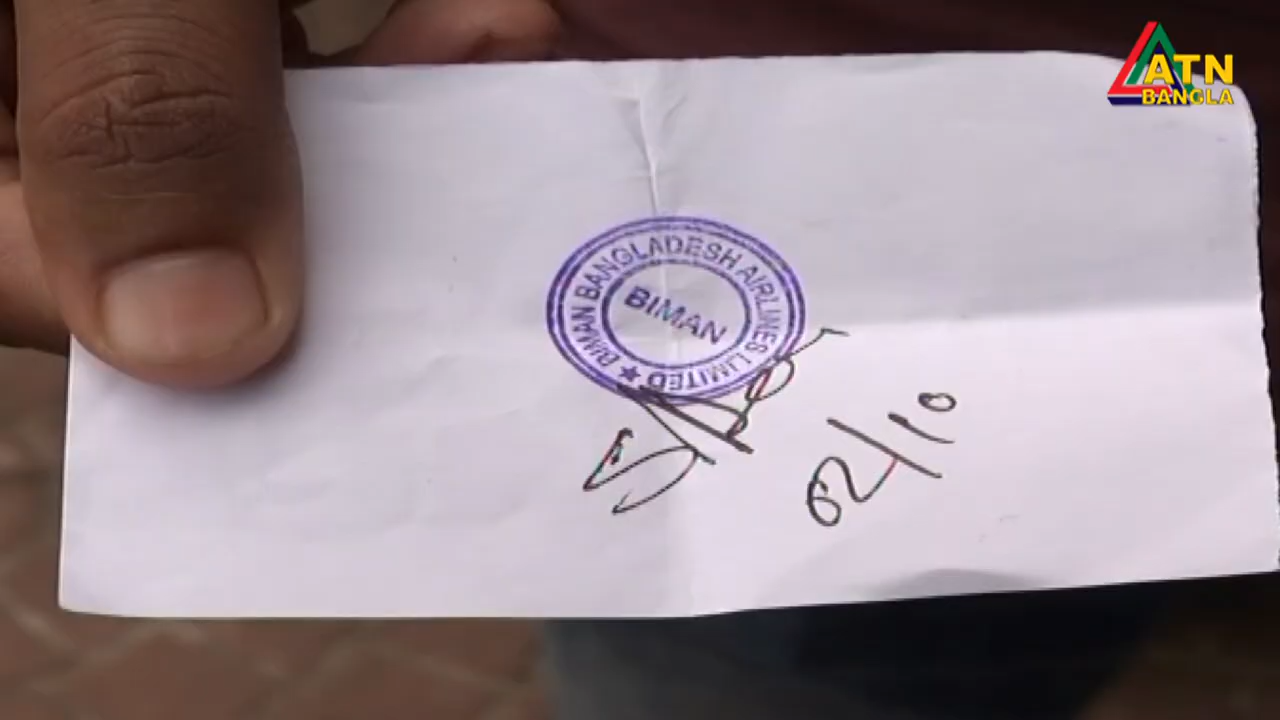 ATN
BANGLA
BIMAN BANGLADESH AIRLINES LIMITED
BIMAN
02/10